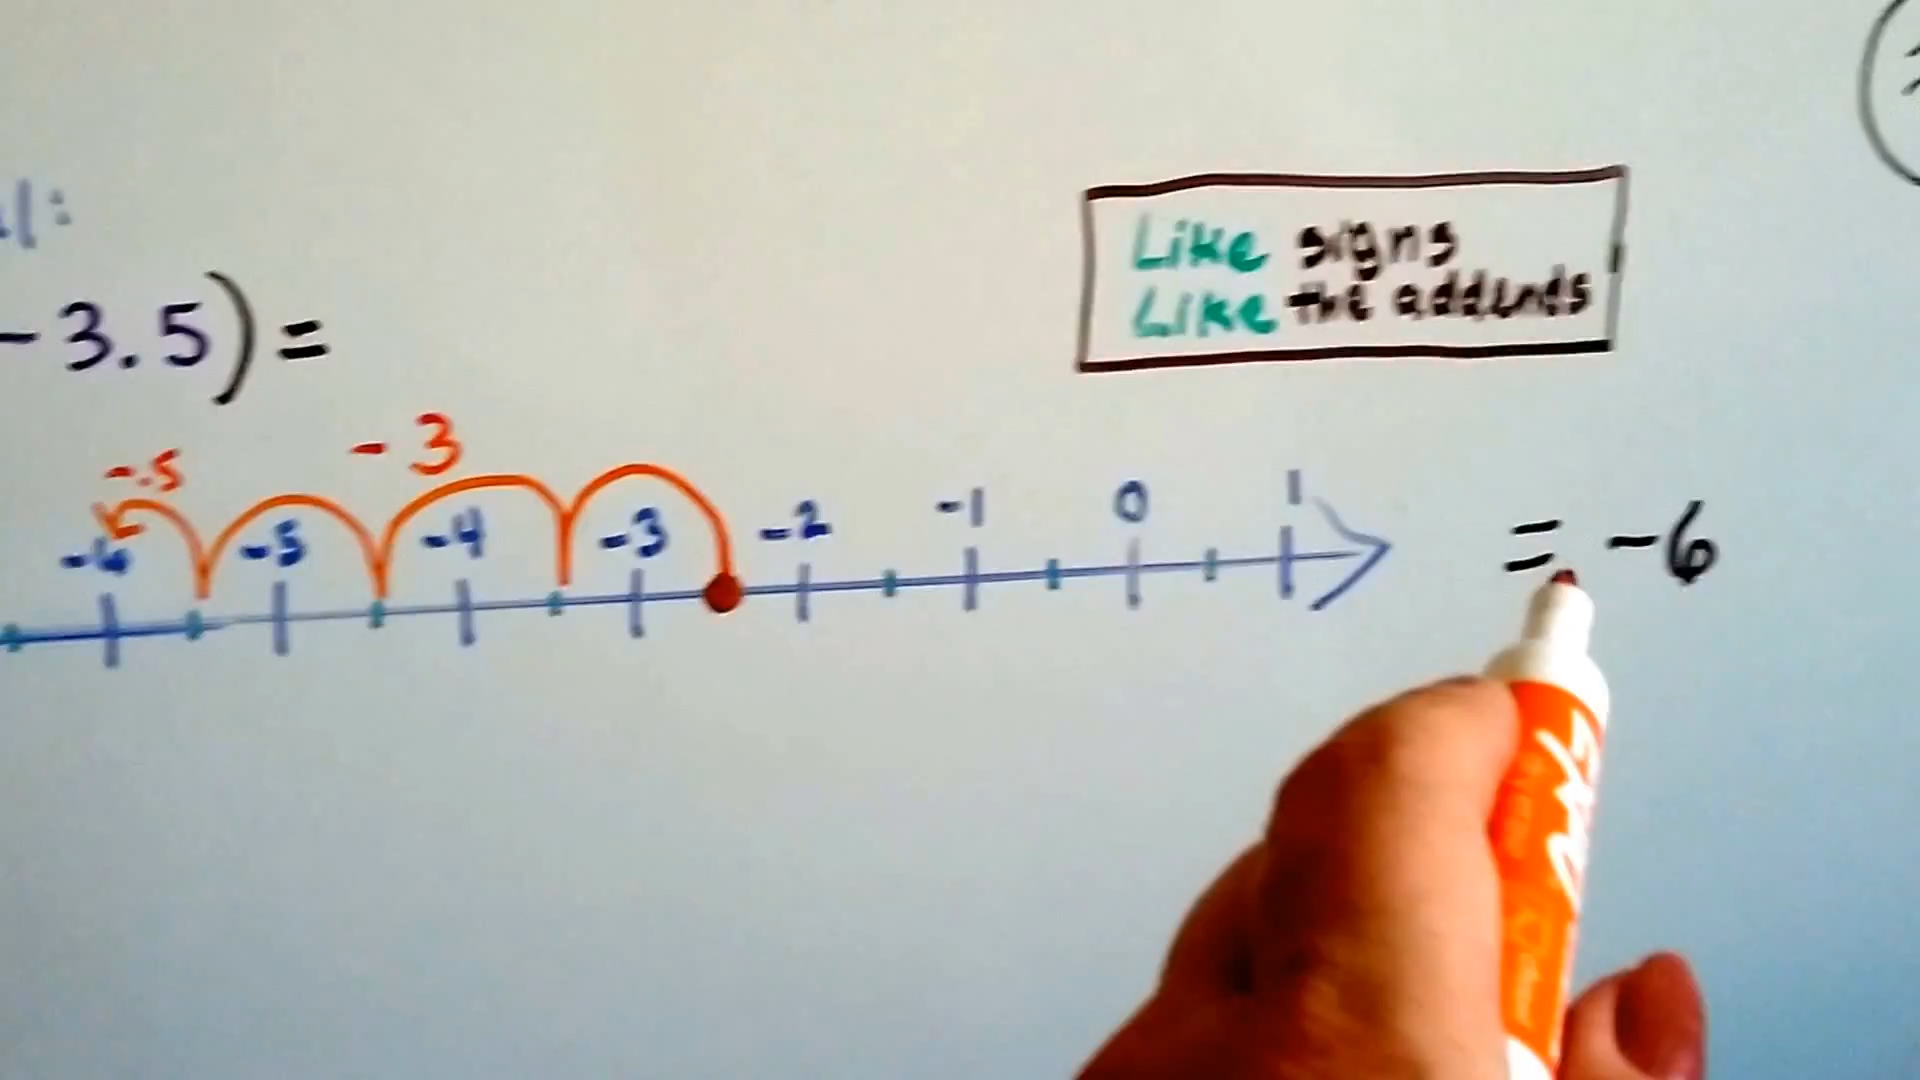 Like signs
Like the addends
-3.5) =
-.5 -3
-6 -5 -4 -3 -2 -1 0 1
= -6